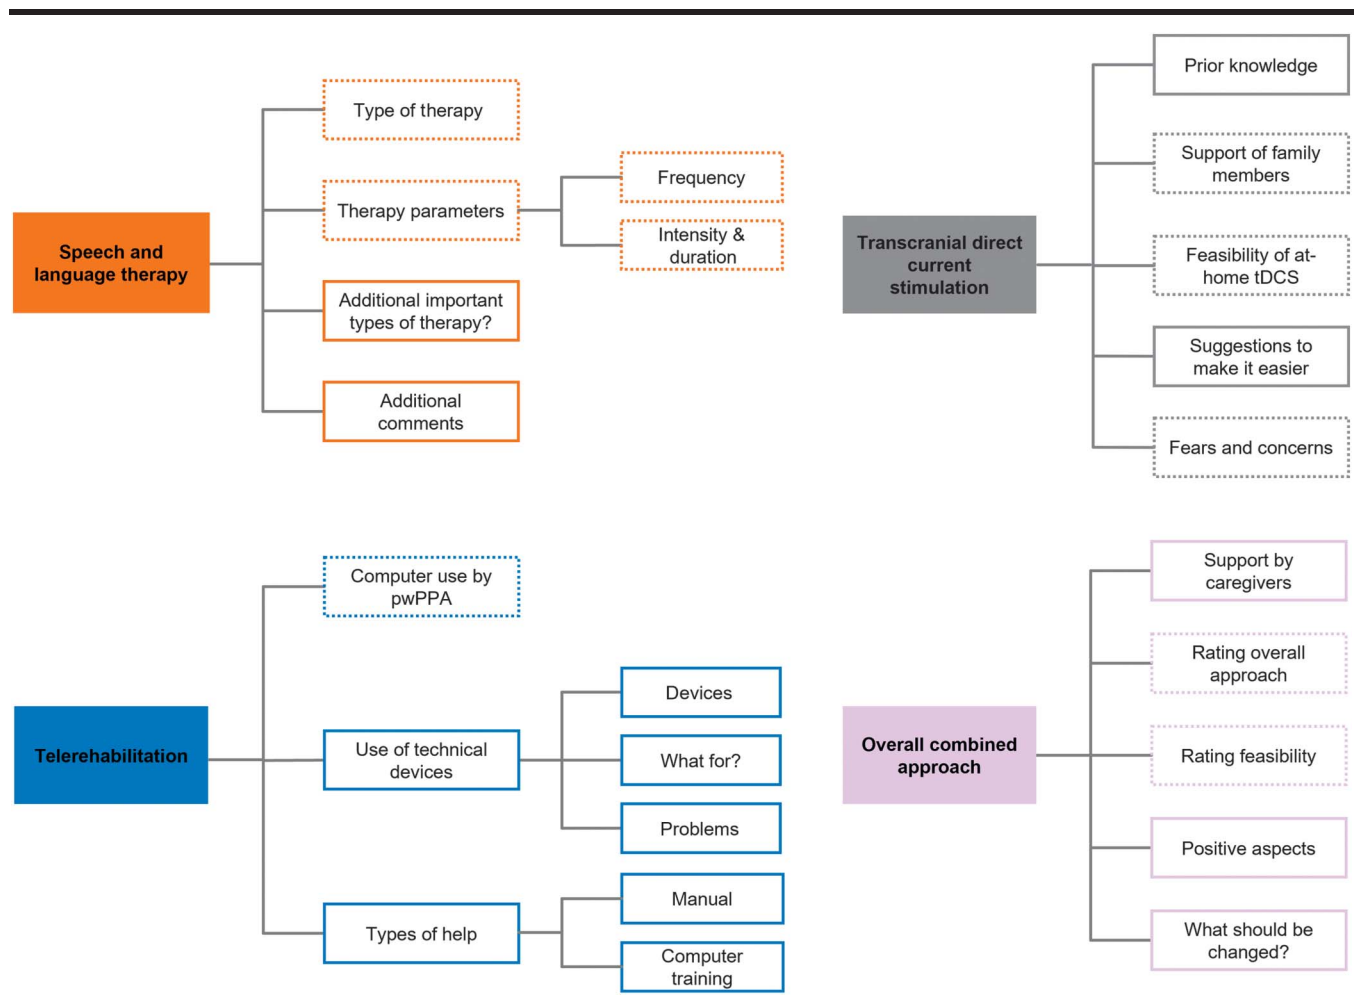 Speech and
language therapy
Type of therapy
Therapy parameters
Frequency
Intensity &
duration
Additional important
types of therapy?
Additional
comments
Transcranial direct
current
stimulation
Prior knowledge
Support of family
members
Feasibility of at-
home tDCS
Suggestions to
make it easier
Fears and concerns
Telerehabilitation
Computer use by
pwPPA
Use of technical
devices
Devices
What for?
Problems
Types of help
Manual
Computer
training
Overall combined
approach
Support by
caregivers
Rating overall
approach
Rating feasibility
Positive aspects
What should be
changed?